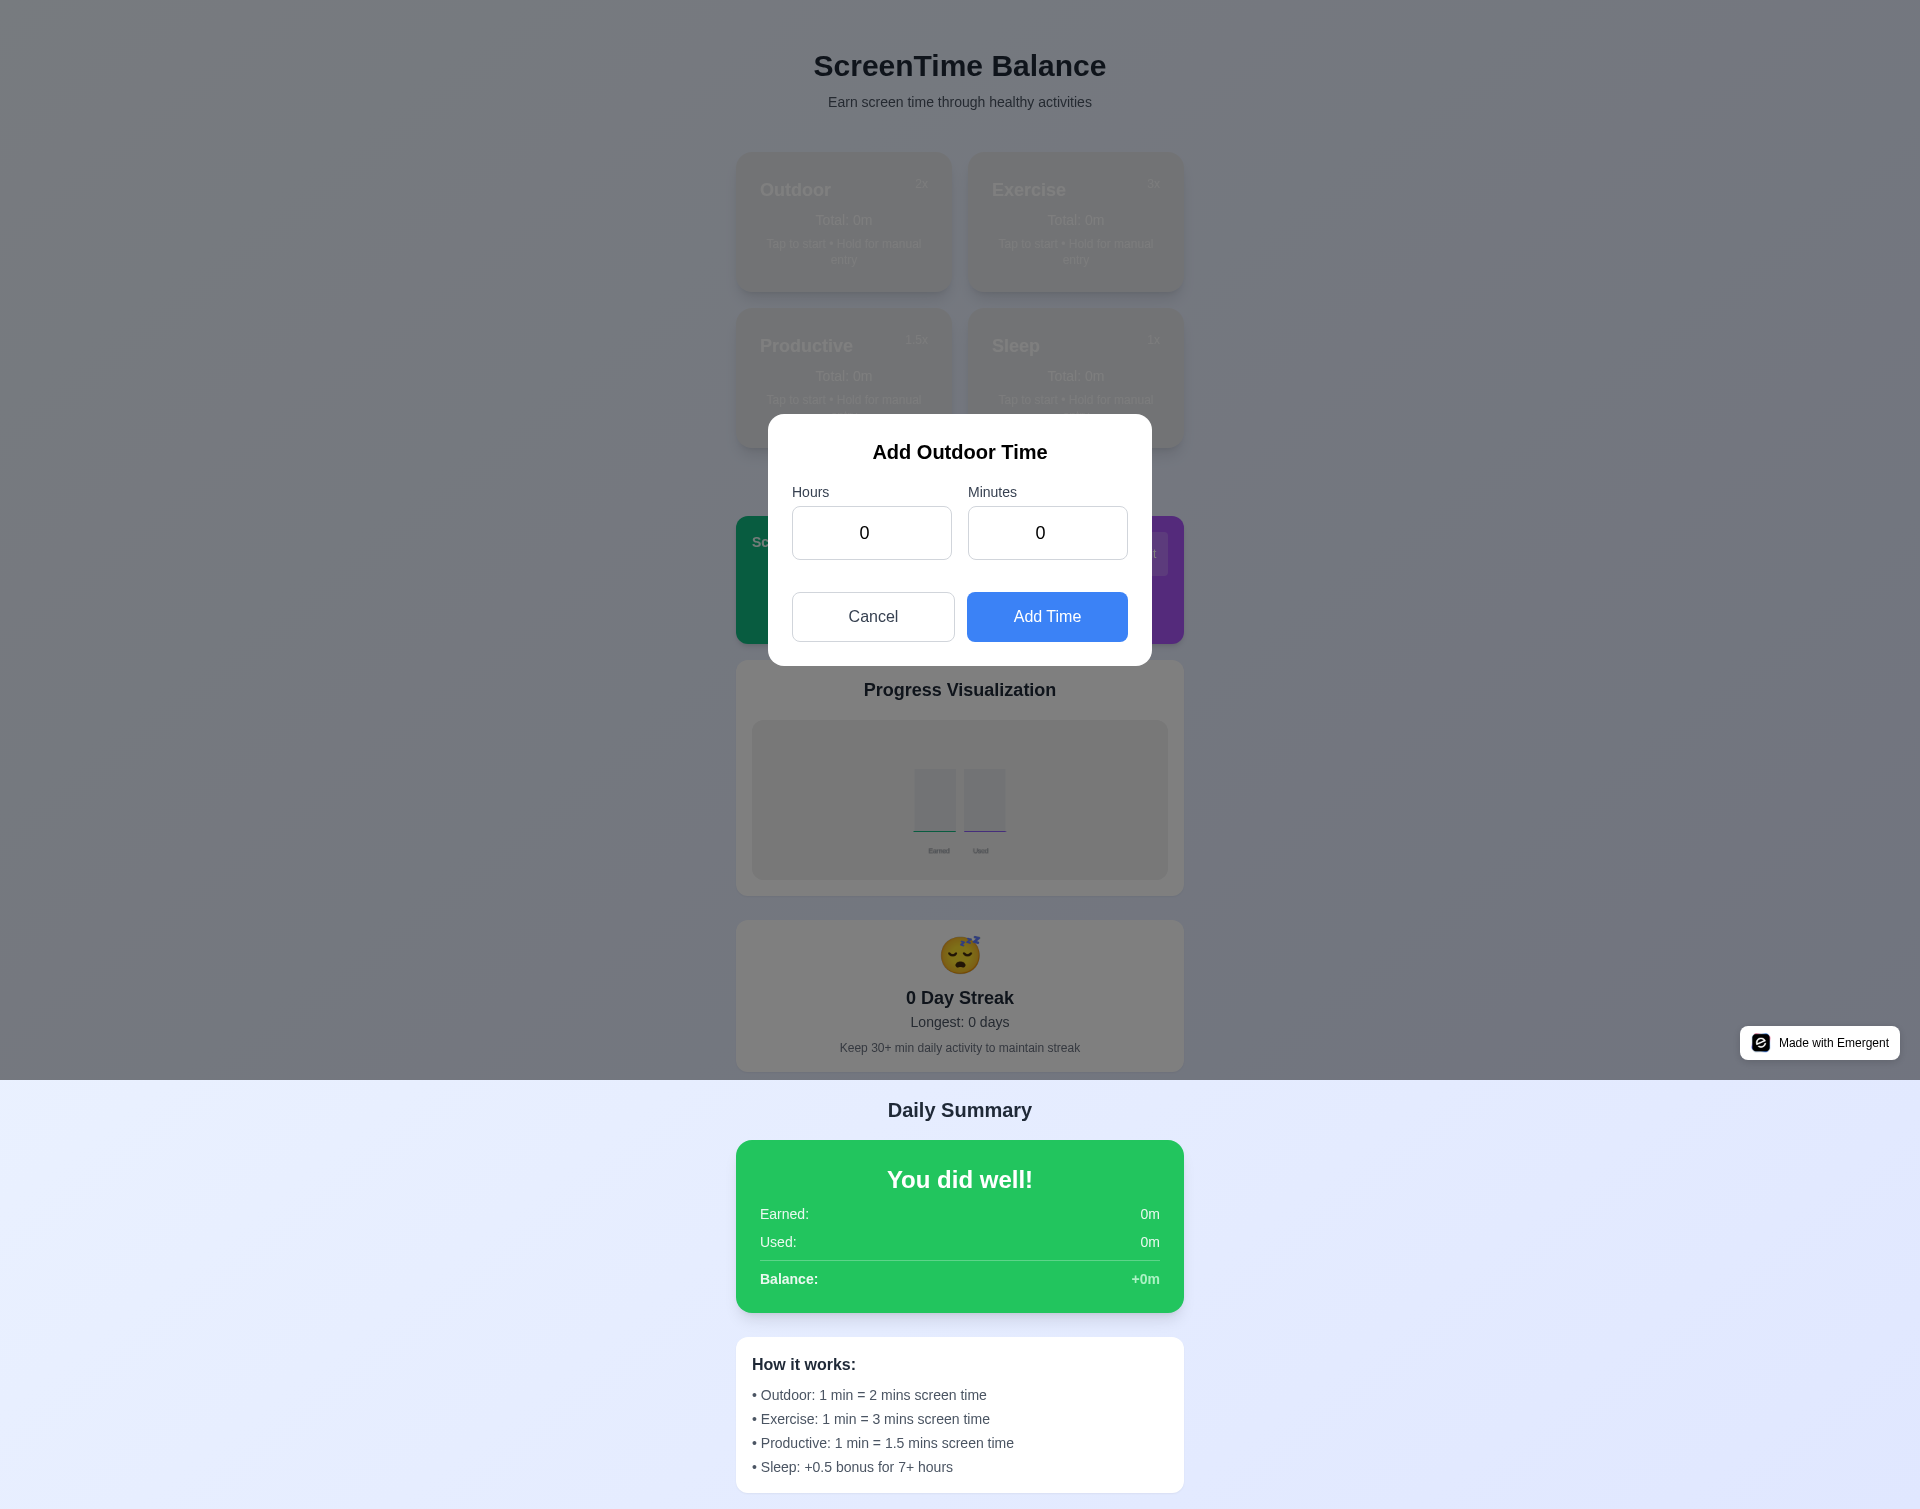 ScreenTime Balance
Earn screen time through healthy activities
Outdoor
2x
Total: 0m
Tap to start • Hold for manual
entry
Exercise
3x
Total: 0m
Tap to start • Hold for manual
entry
Productive
1.5x
Total: 0m
Tap to start • Hold for manual
Sleep
1x
Total: 0m
Tap to start • Hold for manual
Add Outdoor Time
Hours
Minutes
0
0
Cancel
Add Time
Sc
t
Progress Visualization
Earned
Used
0 Day Streak
Longest: 0 days
Keep 30+ min daily activity to maintain streak
Made with Emergent
Daily Summary
You did well!
Earned: 0m
Used: 0m
Balance: +0m
How it works:
• Outdoor: 1 min = 2 mins screen time
• Exercise: 1 min = 3 mins screen time
• Productive: 1 min = 1.5 mins screen time
• Sleep: +0.5 bonus for 7+ hours